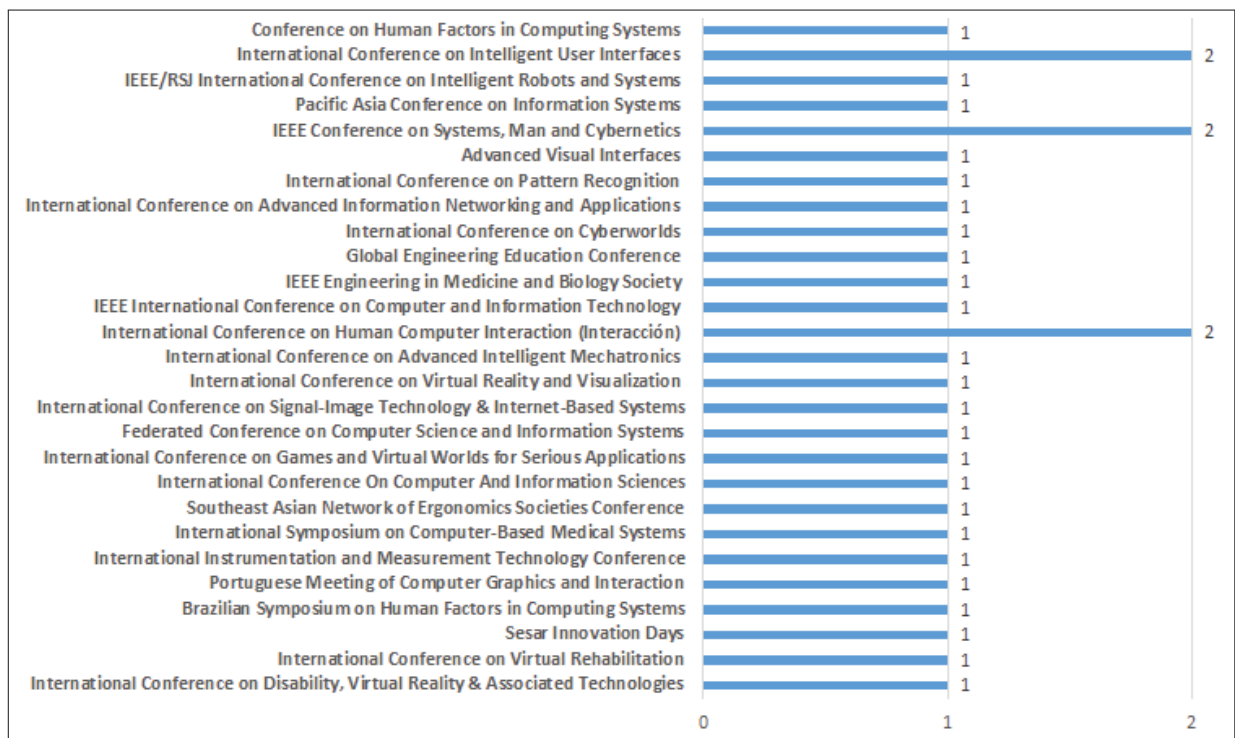 Conference on Human Factors in Computing Systems 1
International Conference on Intelligent User Interfaces 2
IEEE/RSJ International Conference on Intelligent Robots and Systems 1
Pacific Asia Conference on Information Systems 1
IEEE Conference on Systems, Man and Cybernetics 2
Advanced Visual Interfaces 1
International Conference on Pattern Recognition 1
International Conference on Advanced Information Networking and Applications 1
International Conference on Cyberworlds 1
Global Engineering Education Conference 1
IEEE Engineering in Medicine and Biology Society 1
IEEE International Conference on Computer and Information Technology 1
International Conference on Human Computer Interaction (Interacción) 2
International Conference on Advanced Intelligent Mechatronics 1
International Conference on Virtual Reality and Visualization 1
International Conference on Signal-Image Technology & Internet-Based Systems 1
Federated Conference on Computer Science and Information Systems 1
International Conference on Games and Virtual Worlds for Serious Applications 1
International Conference On Computer And Information Sciences 1
Southeast Asian Network of Ergonomics Societies Conference 1
International Symposium on Computer-Based Medical Systems 1
International Instrumentation and Measurement Technology Conference 1
Portuguese Meeting of Computer Graphics and Interaction 1
Brazilian Symposium on Human Factors in Computing Systems 1
Sesar Innovation Days 1
International Conference on Virtual Rehabilitation 1
International Conference on Disability, Virtual Reality & Associated Technologies 1
0 1 2